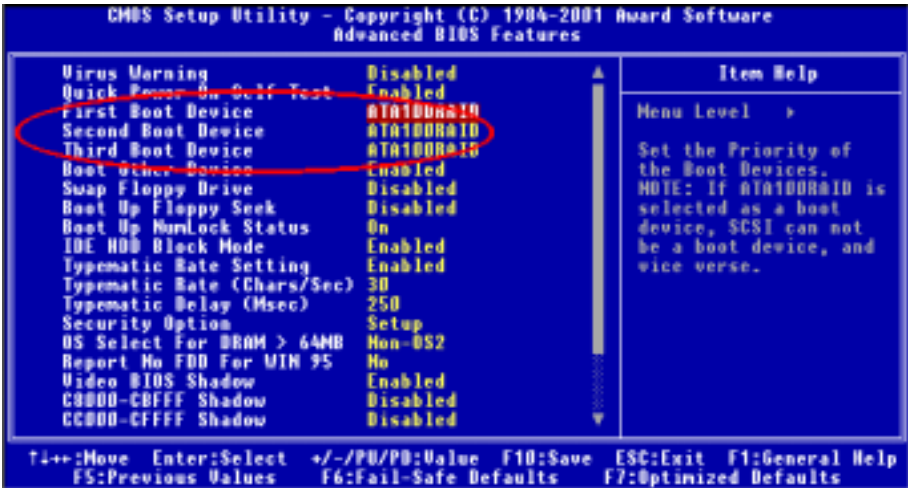 CMOS Setup Utility - Copyright (C) 1984-2001 Award Software
Advanced BIOS Features
Virus Warning Disabled
Quick Power On Self Test Enabled
First Boot Device ATA100RAID
Second Boot Device ATA100RAID
Third Boot Device ATA100RAID
Boot Other Device Enabled
Swap Floppy Drive Disabled
Boot Up Floppy Seek Disabled
Boot Up NumLock Status On
IDE HDD Block Mode Enabled
Typematic Rate Setting Enabled
Typematic Rate (Chars/Sec) 30
Typematic Delay (Msec) 250
Security Option Setup
OS Select For DRAM > 64MB Non-OS2
Report No FDD For WIN 95 No
Video BIOS Shadow Enabled
C8000-CBFFF Shadow Disabled
CC000-CFFFF Shadow Disabled
Item Help
Menu Level ▸
Set the Priority of
the Boot Devices.
NOTE: If ATA100RAID is
selected as a boot
device, SCSI can not
be a boot device, and
vice verse.
↑↓→←:Move Enter:Select +/-/PU/PD:Value F10:Save ESC:Exit F1:General Help
F5:Previous Values F6:Fail-Safe Defaults F7:Optimized Defaults